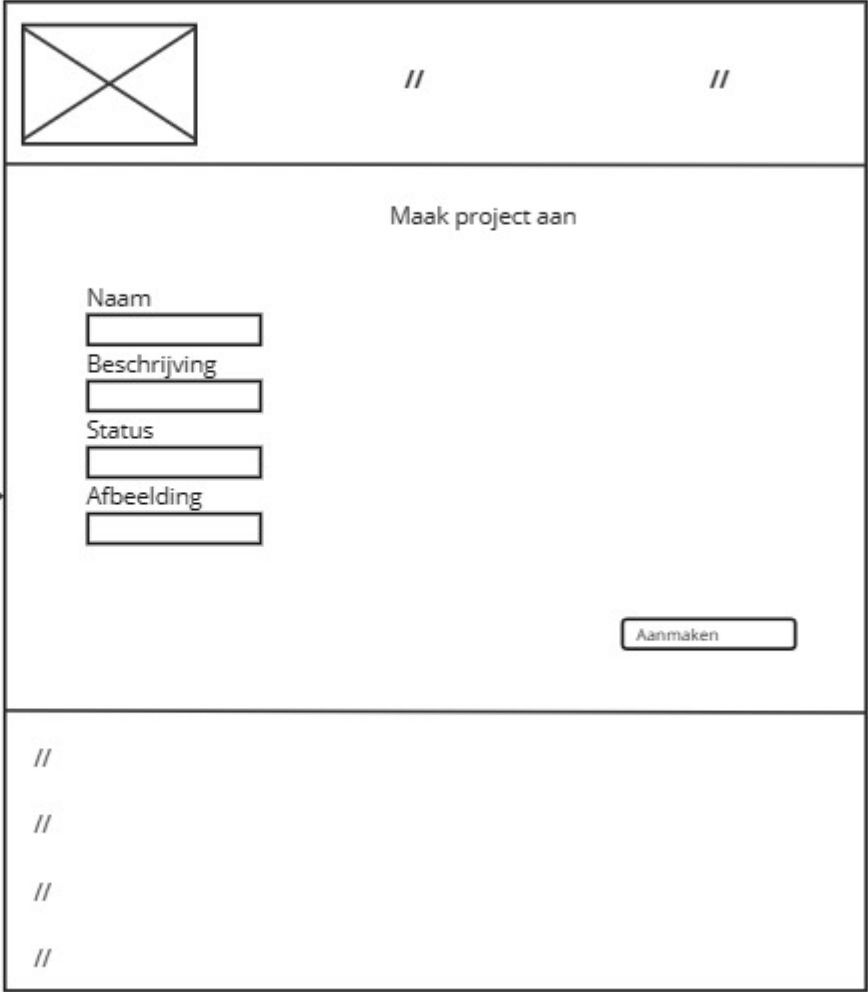 // //
Maak project aan
Naam
Beschrijving
Status
Afbeelding
Aanmaken
//
//
//
//